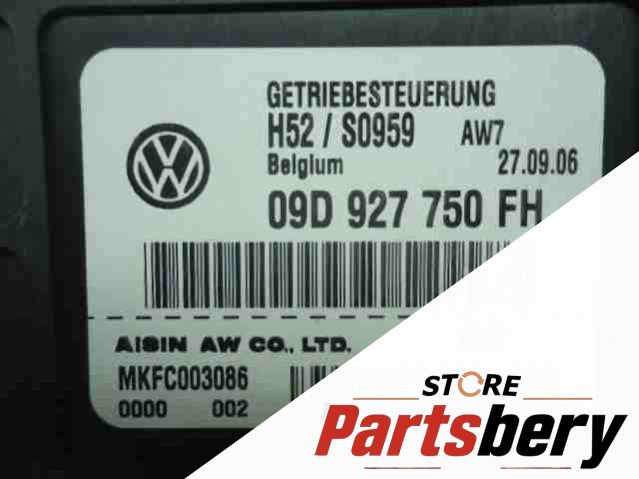 GETRIEBESTEUERUNG
H52 / S0959 AW7
Belgium 27.09.06
09D 927 750 FH
AISIN AW CO., LTD.
MKFC003086
0000 002
STORE
Partsbery